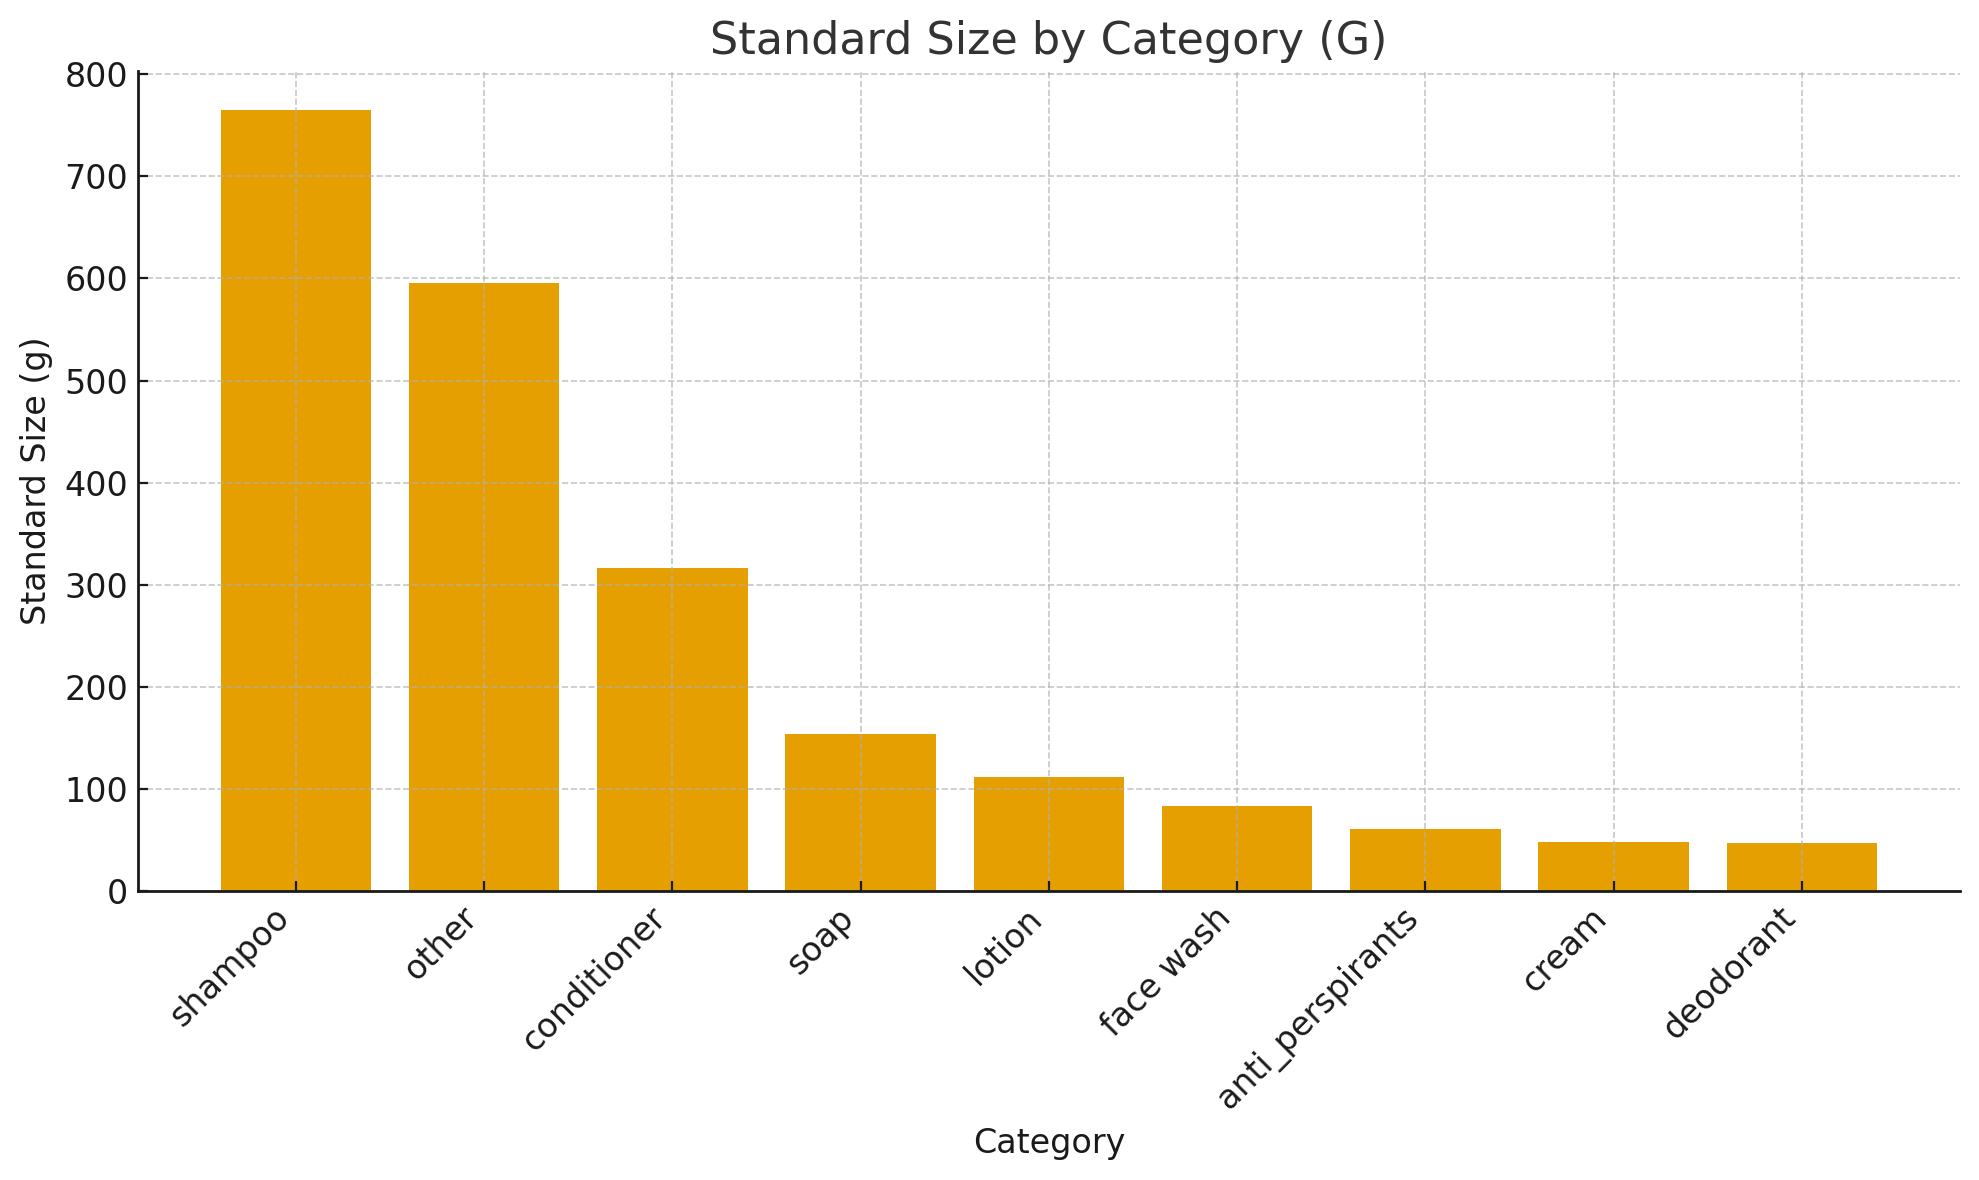 Standard Size by Category (G)
Standard Size (g)
800
700
600
500
400
300
200
100
0
shampoo
other
conditioner
soap
lotion
face wash
anti_perspirants
cream
deodorant
Category